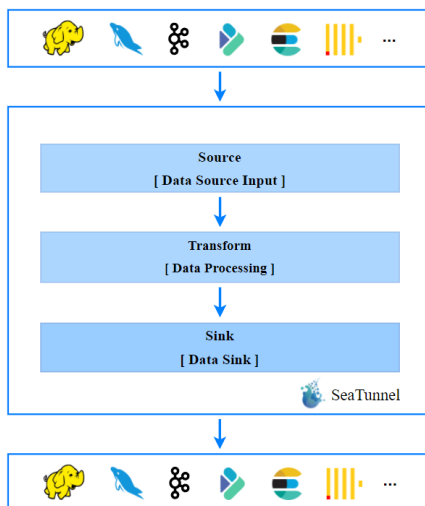 ...
Source
[ Data Source Input ]
Transform
[ Data Processing ]
Sink
[ Data Sink ]
SeaTunnel
...